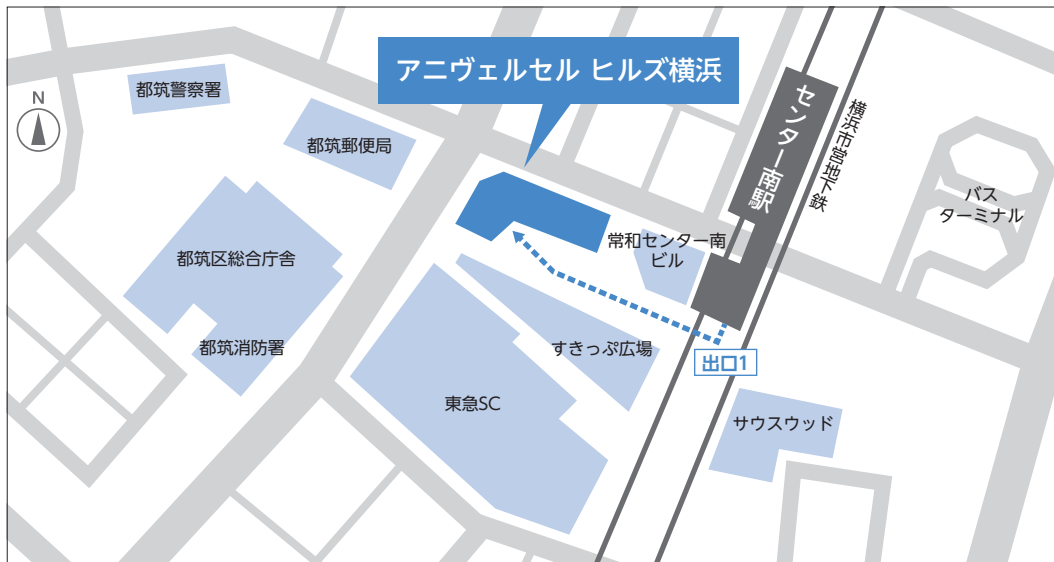 アニヴェルセル ヒルズ横浜
都筑警察署
N
都筑郵便局
センター南駅
横浜市営地下鉄
バス
ターミナル
常和センター南
ビル
都筑区総合庁舎
都筑消防署
すきっぷ広場
出口1
東急SC
サウスウッド